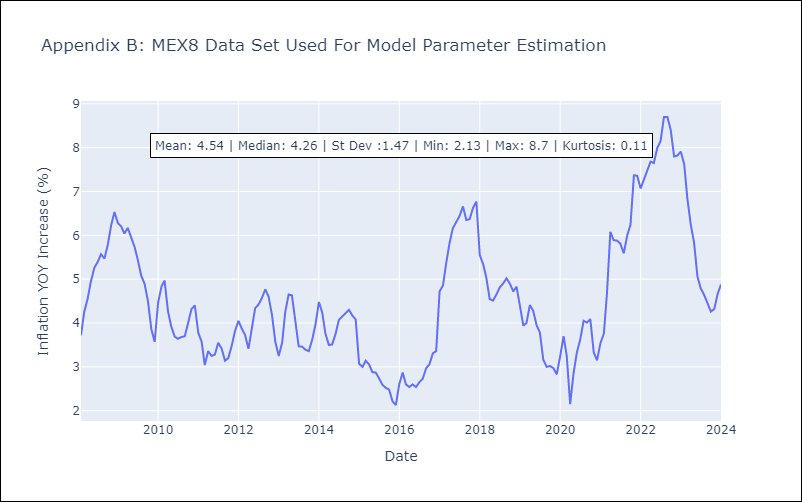 Appendix B: MEX8 Data Set Used For Model Parameter Estimation
Mean: 4.54 | Median: 4.26 | St Dev :1.47 | Min: 2.13 | Max: 8.7 | Kurtosis: 0.11
Inflation YOY Increase (%)
9
8
7
6
5
4
3
2
2010 2012 2014 2016 2018 2020 2022 2024
Date